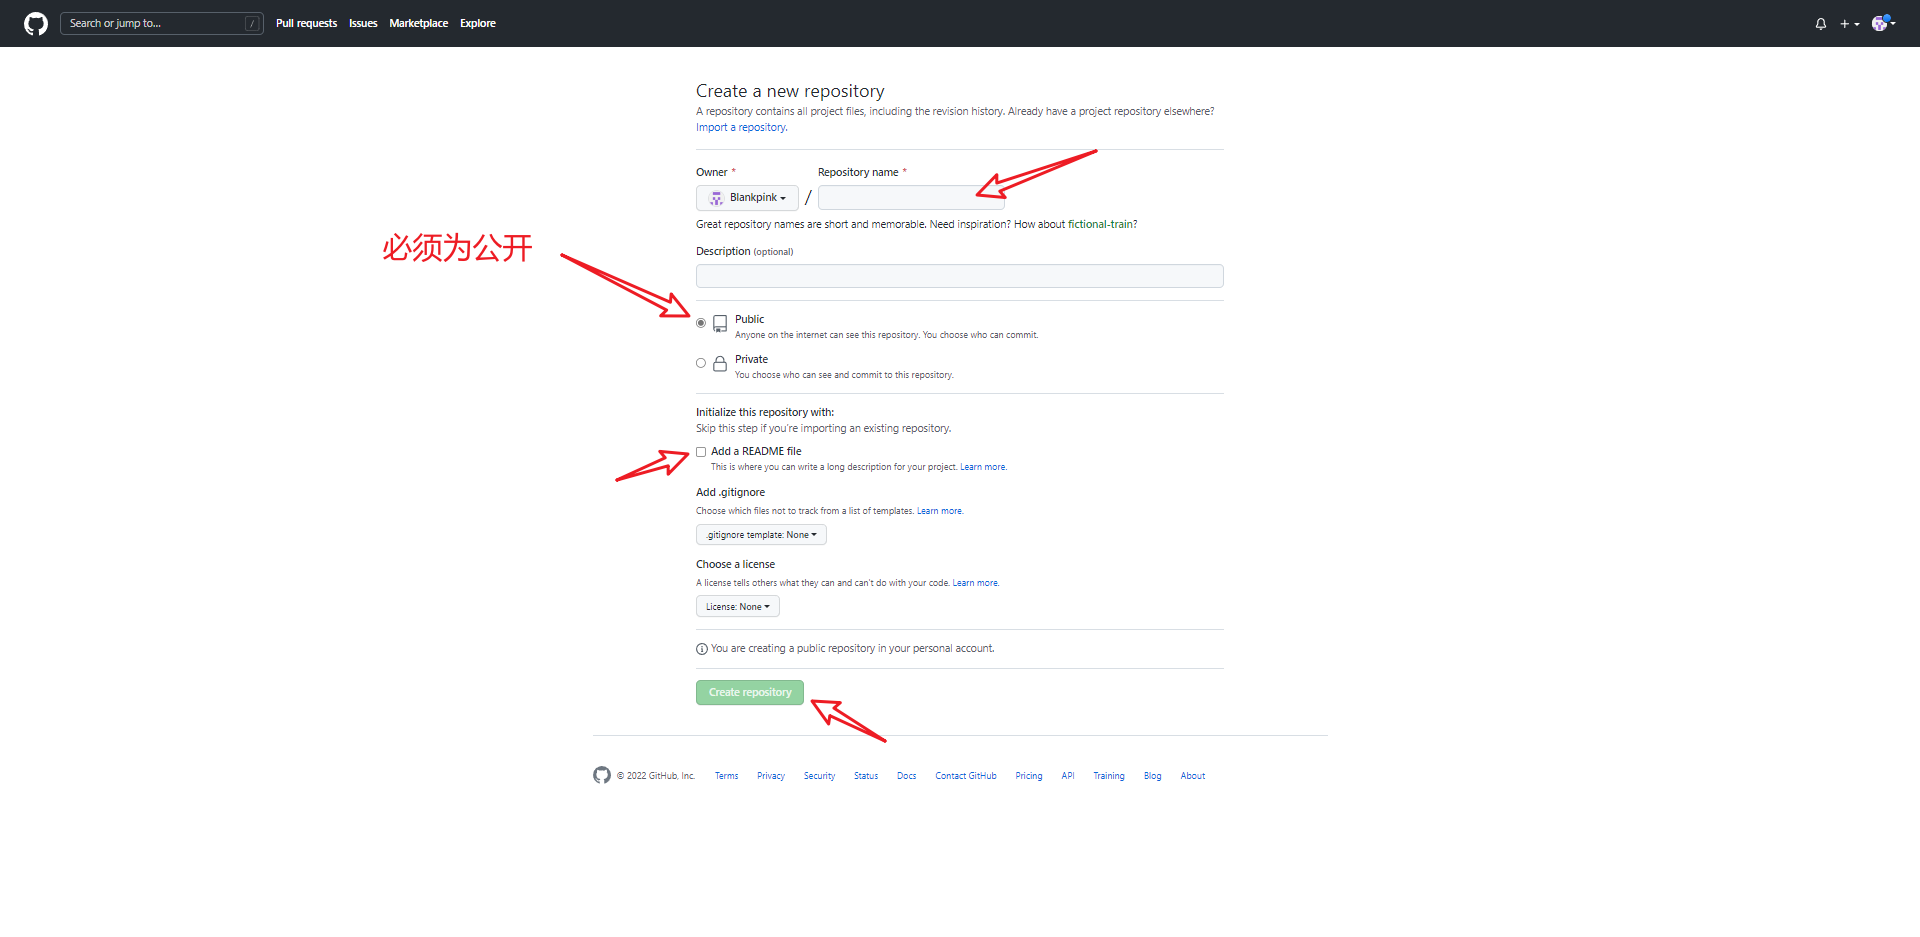 Search or jump to... /
Pull requests Issues Marketplace Explore
Create a new repository
A repository contains all project files, including the revision history. Already have a project repository elsewhere?
Import a repository.
Owner * Repository name *
Blankpink /
Great repository names are short and memorable. Need inspiration? How about fictional-train?
必须为公开
Description (optional)
Public
Anyone on the internet can see this repository. You choose who can commit.
Private
You choose who can see and commit to this repository.
Initialize this repository with:
Skip this step if you're importing an existing repository.
Add a README file
This is where you can write a long description for your project. Learn more.
Add .gitignore
Choose which files not to track from a list of templates. Learn more.
.gitignore template: None
Choose a license
A license tells others what they can and can't do with your code. Learn more.
License: None
You are creating a public repository in your personal account.
Create repository
© 2022 GitHub, Inc. Terms Privacy Security Status Docs Contact GitHub Pricing API Training Blog About